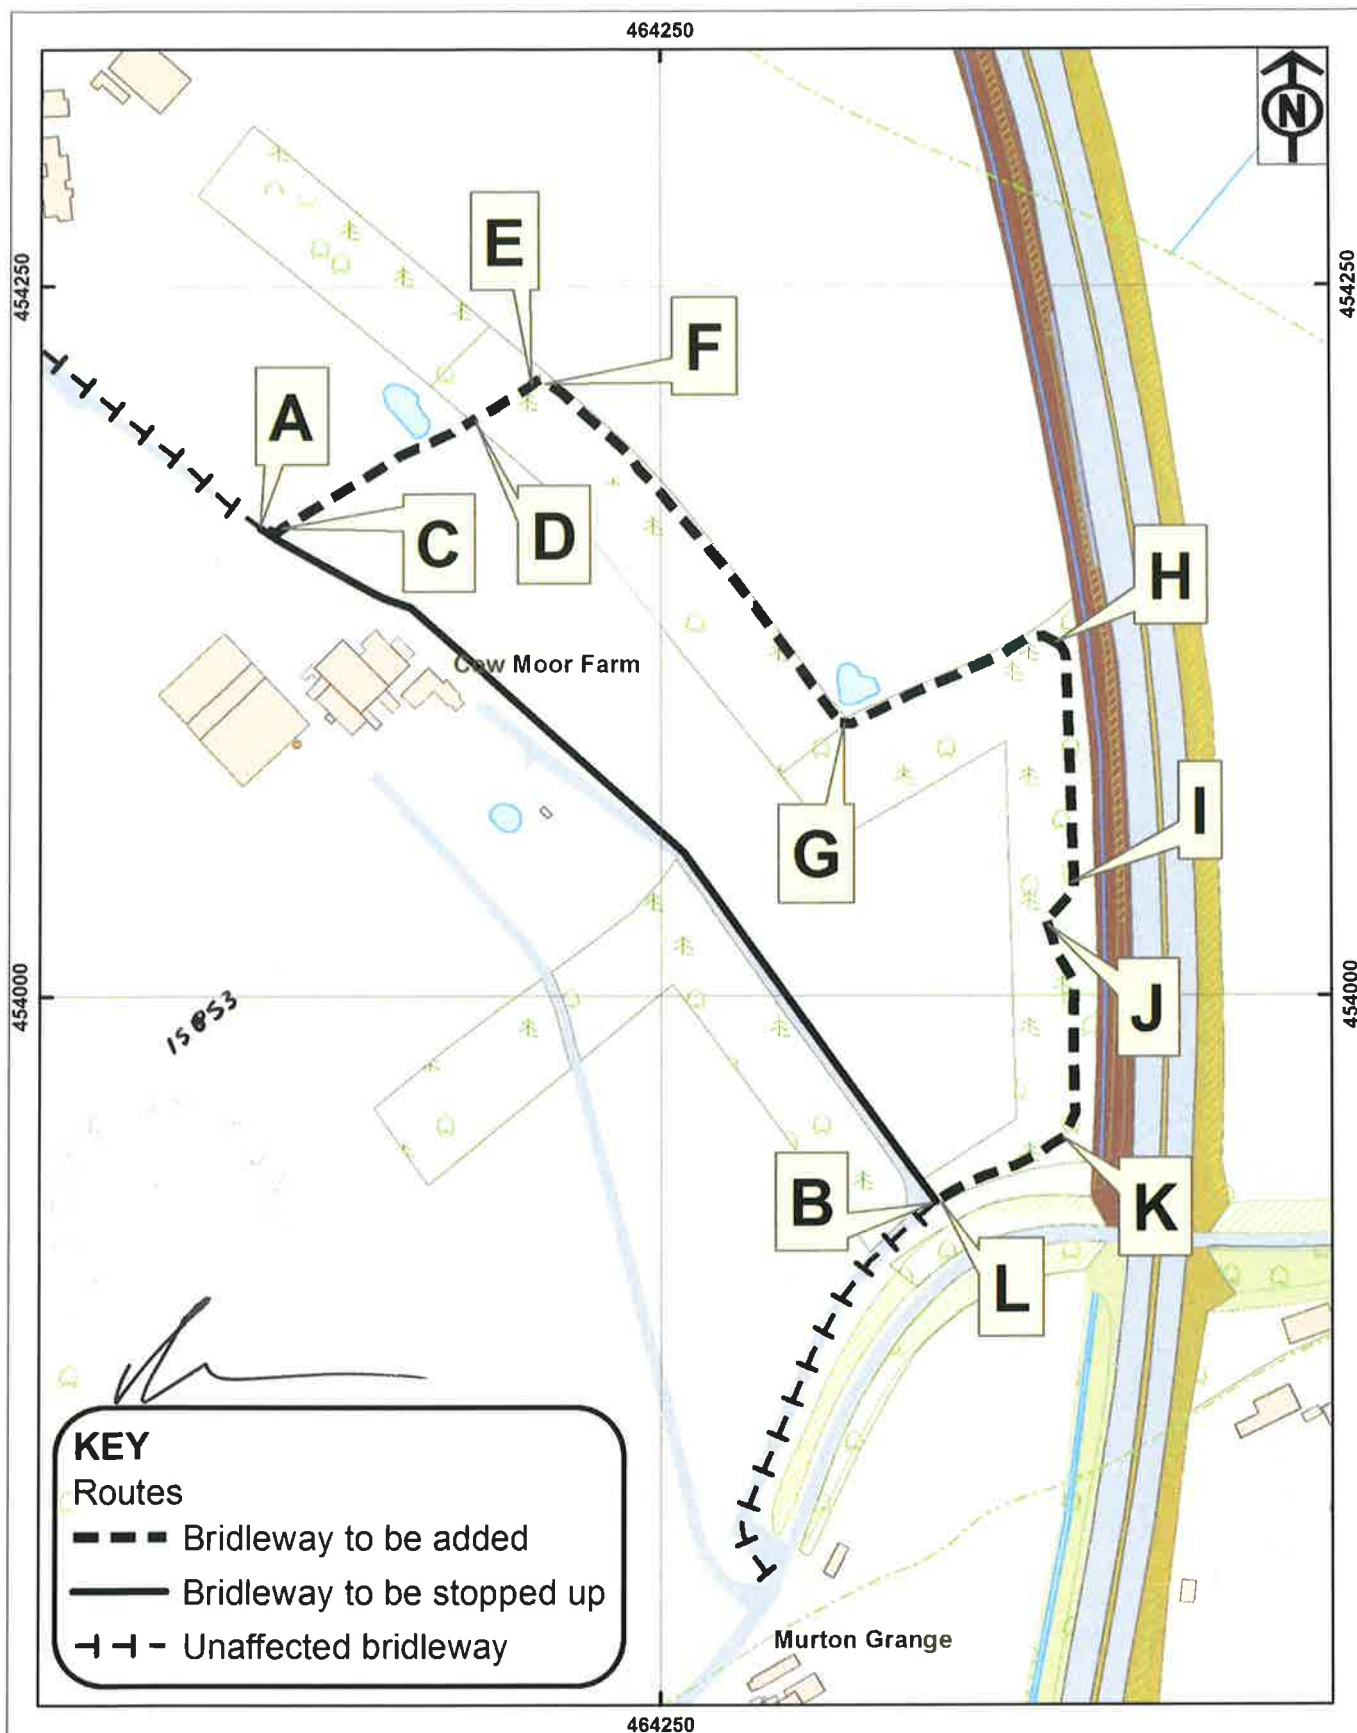 464250
N
454250
454250
E
F
A
C
D
H
Cow Moor Farm
I
G
454000
454000
J
15853
B
K
L
KEY
Routes
Bridleway to be added
Bridleway to be stopped up
Unaffected bridleway
Murton Grange
464250